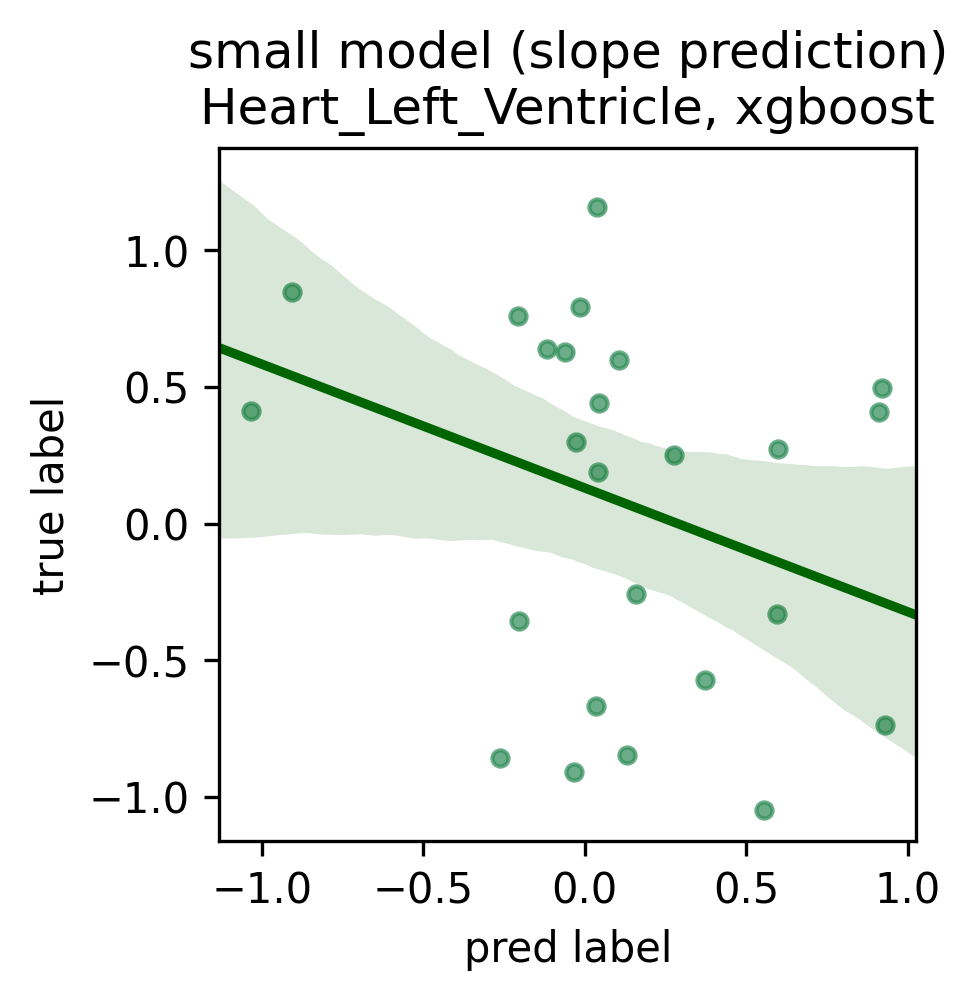 small model (slope prediction)
Heart_Left_Ventricle, xgboost
1.0
0.5
0.0
−0.5
−1.0
true label
−1.0 −0.5 0.0 0.5 1.0
pred label